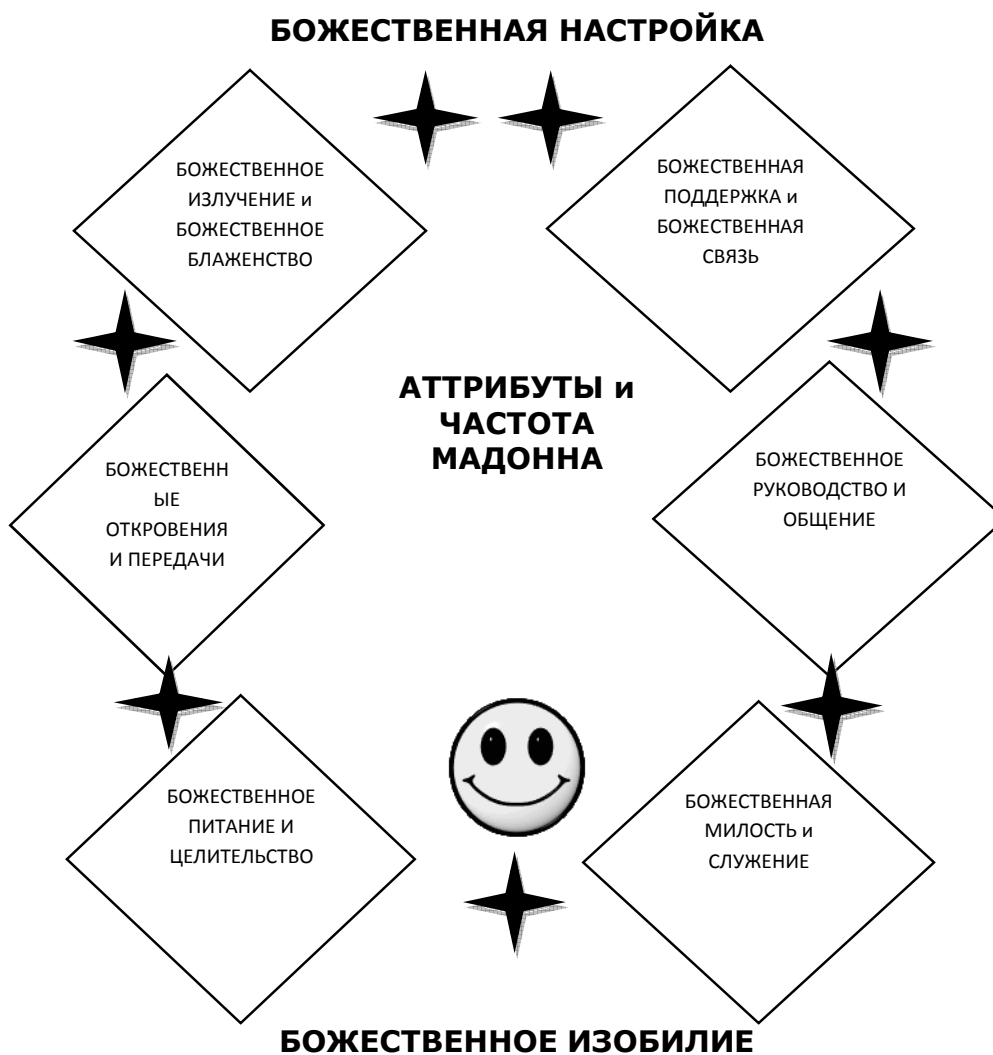 БОЖЕСТВЕННАЯ НАСТРОЙКА
БОЖЕСТВЕННОЕ
ИЗЛУЧЕНИЕ и
БОЖЕСТВЕННОЕ
БЛАЖЕНСТВО
БОЖЕСТВЕННАЯ
ПОДДЕРЖКА и
БОЖЕСТВЕННАЯ
СВЯЗЬ
АТТРИБУТЫ и
ЧАСТОТА
МАДОННА
БОЖЕСТВЕНН
ЫЕ
ОТКРОВЕНИЯ
И ПЕРЕДАЧИ
БОЖЕСТВЕННОЕ
РУКОВОДСТВО И
ОБЩЕНИЕ
БОЖЕСТВЕННОЕ
ПИТАНИЕ И
ЦЕЛИТЕЛЬСТВО
БОЖЕСТВЕННАЯ
МИЛОСТЬ и
СЛУЖЕНИЕ
БОЖЕСТВЕННОЕ ИЗОБИЛИЕ